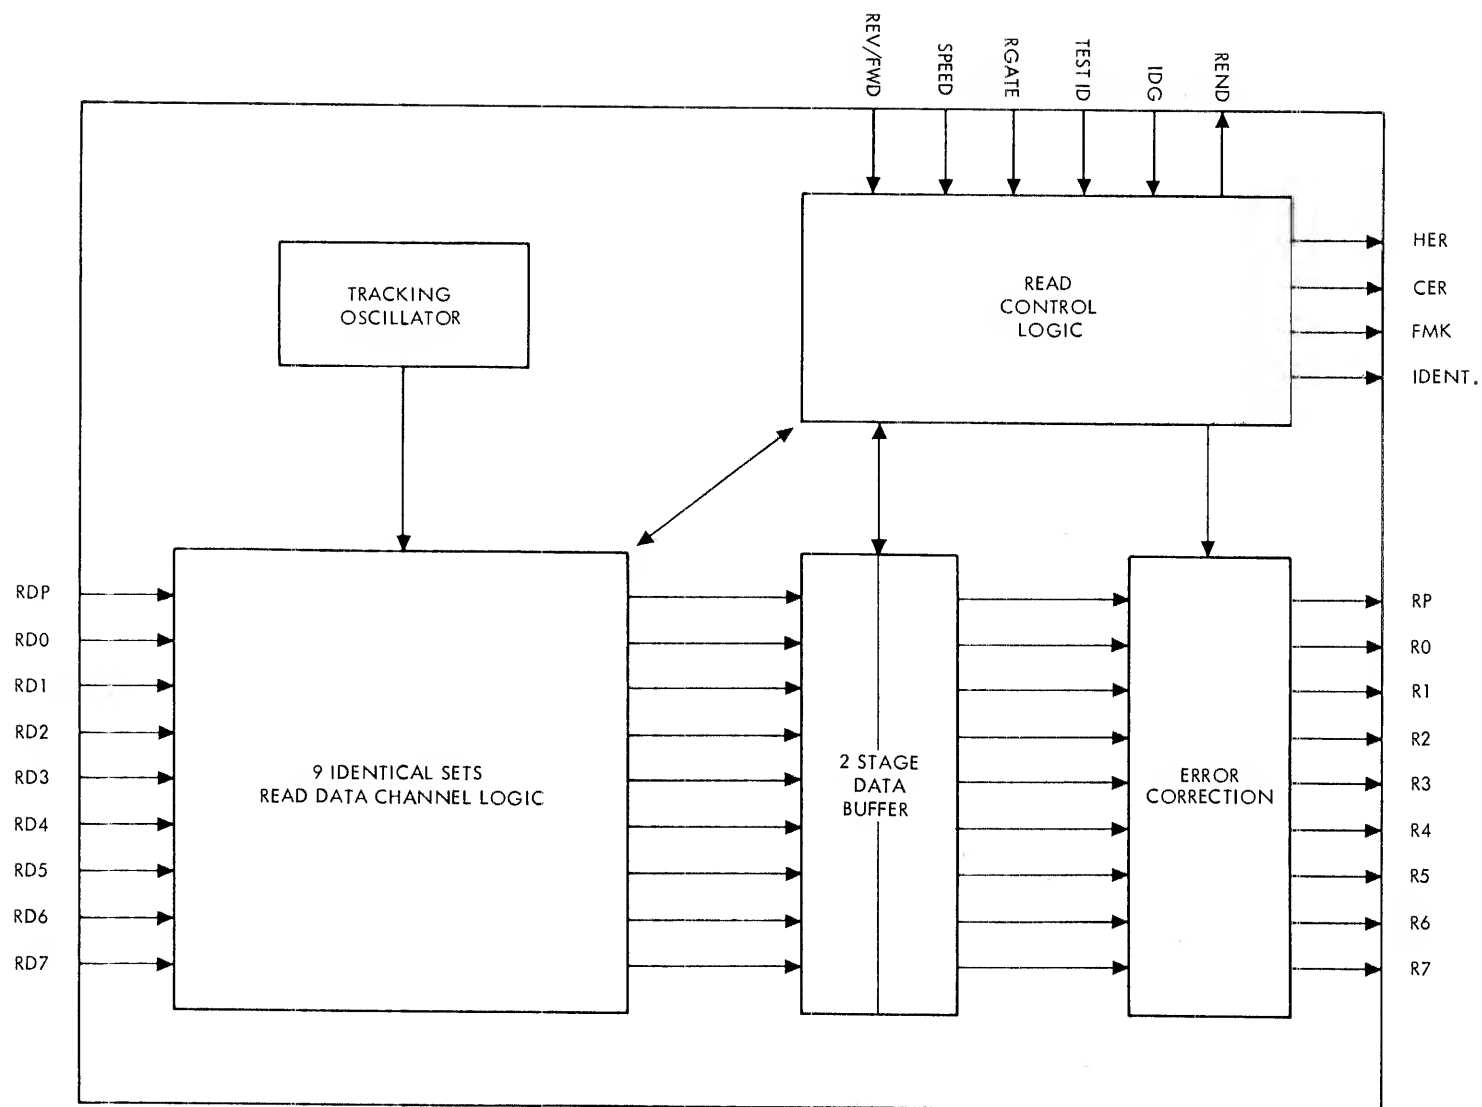 REV/FWD
SPEED
RGATE
TEST ID
IDG
REND
TRACKING
OSCILLATOR
READ
CONTROL
LOGIC
HER
CER
FMK
IDENT.
RDP
RD0
RD1
RD2
RD3
RD4
RD5
RD6
RD7
9 IDENTICAL SETS
READ DATA CHANNEL LOGIC
2 STAGE
DATA
BUFFER
ERROR
CORRECTION
RP
R0
R1
R2
R3
R4
R5
R6
R7